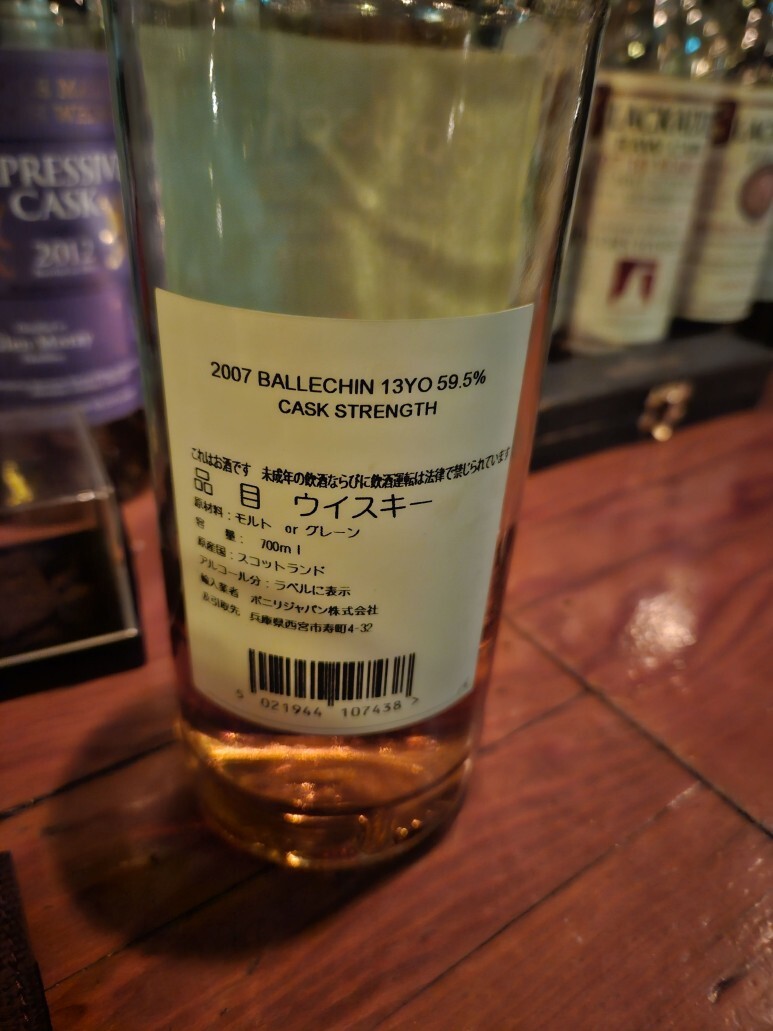 2007 BALLECHIN 13YO 59.5%
CASK STRENGTH
これはお酒です 未成年の飲酒ならびに飲酒運転は法律で禁じられています
品 目 ウイスキー
原材料:モルト or グレーン
容 量: 700ml
原産国:スコットランド
アルコール分:ラベルに表示
輸入業者 ボニリジャパン株式会社
及引取先 兵庫県西宮市寿町4-32
5 021944 107438 >
PRESSIV
CASK
2012